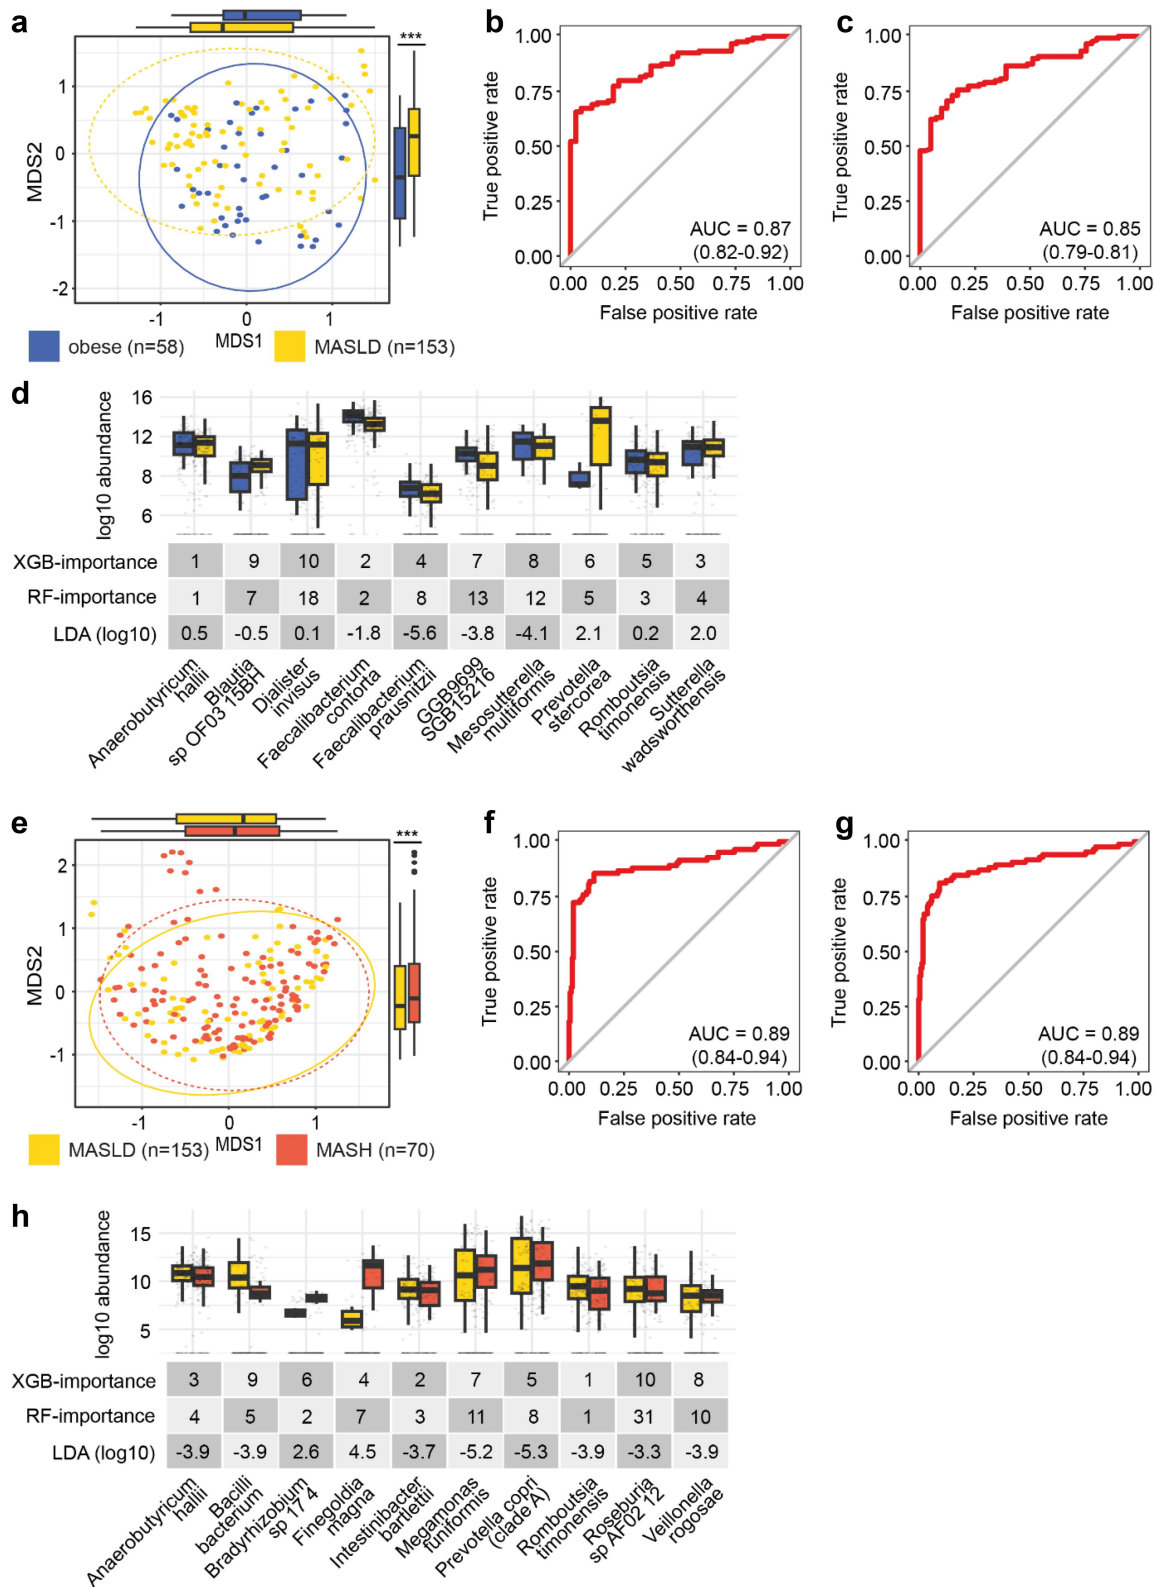 a
***
MDS2
1
0
-1
-2
-1
0
1
MDS1
obese (n=58)
MASLD (n=153)
b
True positive rate
1.00
0.75
0.50
0.25
0.00
AUC = 0.87
(0.82-0.92)
0.00 0.25 0.50 0.75 1.00
False positive rate
c
True positive rate
1.00
0.75
0.50
0.25
0.00
AUC = 0.85
(0.79-0.81)
0.00 0.25 0.50 0.75 1.00
False positive rate
d
log10 abundance
16
12
8
6
XGB-importance 1 9 10 2 4 7 8 6 5 3
RF-importance 1 7 18 2 8 13 12 5 3 4
LDA (log10) 0.5 -0.5 0.1 -1.8 -5.6 -3.8 -4.1 2.1 0.2 2.0
Anaerobutyricum
hallii
Blautia
sp OF03 15BH
Dialister
invisus
Faecalibacterium
contorta
Faecalibacterium
prausnitzii
GGB9699
SGB15216
Mesosutterella
multiformis
Prevotella
stercorea
Romboutsia
timonensis
Sutterella
wadsworthensis
e
***
MDS2
2
1
0
-1
-1
0
1
MDS1
MASLD (n=153)
MASH (n=70)
f
True positive rate
1.00
0.75
0.50
0.25
0.00
AUC = 0.89
(0.84-0.94)
0.00 0.25 0.50 0.75 1.00
False positive rate
g
True positive rate
1.00
0.75
0.50
0.25
0.00
AUC = 0.89
(0.84-0.94)
0.00 0.25 0.50 0.75 1.00
False positive rate
h
log10 abundance
15
10
5
XGB-importance 3 9 6 4 2 7 5 1 10 8
RF-importance 4 5 2 7 3 11 8 1 31 10
LDA (log10) -3.9 -3.9 2.6 4.5 -3.7 -5.2 -5.3 -3.9 -3.3 -3.9
Anaerobutyricum
hallii
Bacilli
bacterium
Bradyrhizobium
sp 17 4
Finegoldia
magna
Intestinibacter
bartlettii
Megamonas
funiformis
Prevotella copri
(clade A)
Romboutsia
timonensis
Roseburia
sp AF02 12
Veillonella
rogosae